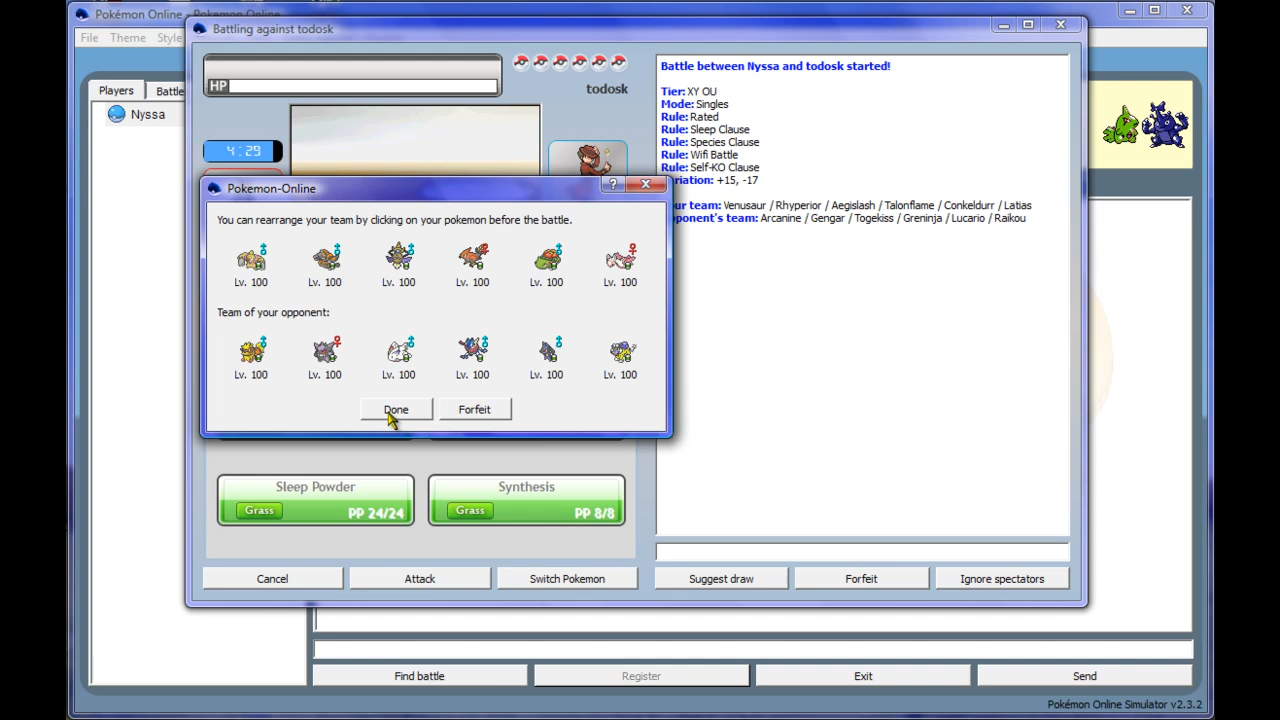 Pokémon Online - Pokemon Online
Battling against todosk
File Theme Style
Players Battle
Nyssa
HP
todosk
4:29
Battle between Nyssa and todosk started!
Tier: XY OU
Mode: Singles
Rule: Rated
Rule: Sleep Clause
Rule: Species Clause
Rule: Wifi Battle
Rule: Self-KO Clause
ariation: +15, -17
ur team: Venusaur / Rhyperior / Aegislash / Talonflame / Conkeldurr / Latias
ponent's team: Arcanine / Gengar / Togekiss / Greninja / Lucario / Raikou
Pokemon-Online
You can rearrange your team by clicking on your pokemon before the battle.
Lv. 100 Lv. 100 Lv. 100 Lv. 100 Lv. 100 Lv. 100
Team of your opponent:
Lv. 100 Lv. 100 Lv. 100 Lv. 100 Lv. 100 Lv. 100
Done Forfeit
Sleep Powder Synthesis
Grass PP 24/24 Grass PP 8/8
Cancel Attack Switch Pokemon Suggest draw Forfeit Ignore spectators
Find battle Register Exit Send
Pokémon Online Simulator v2.3.2